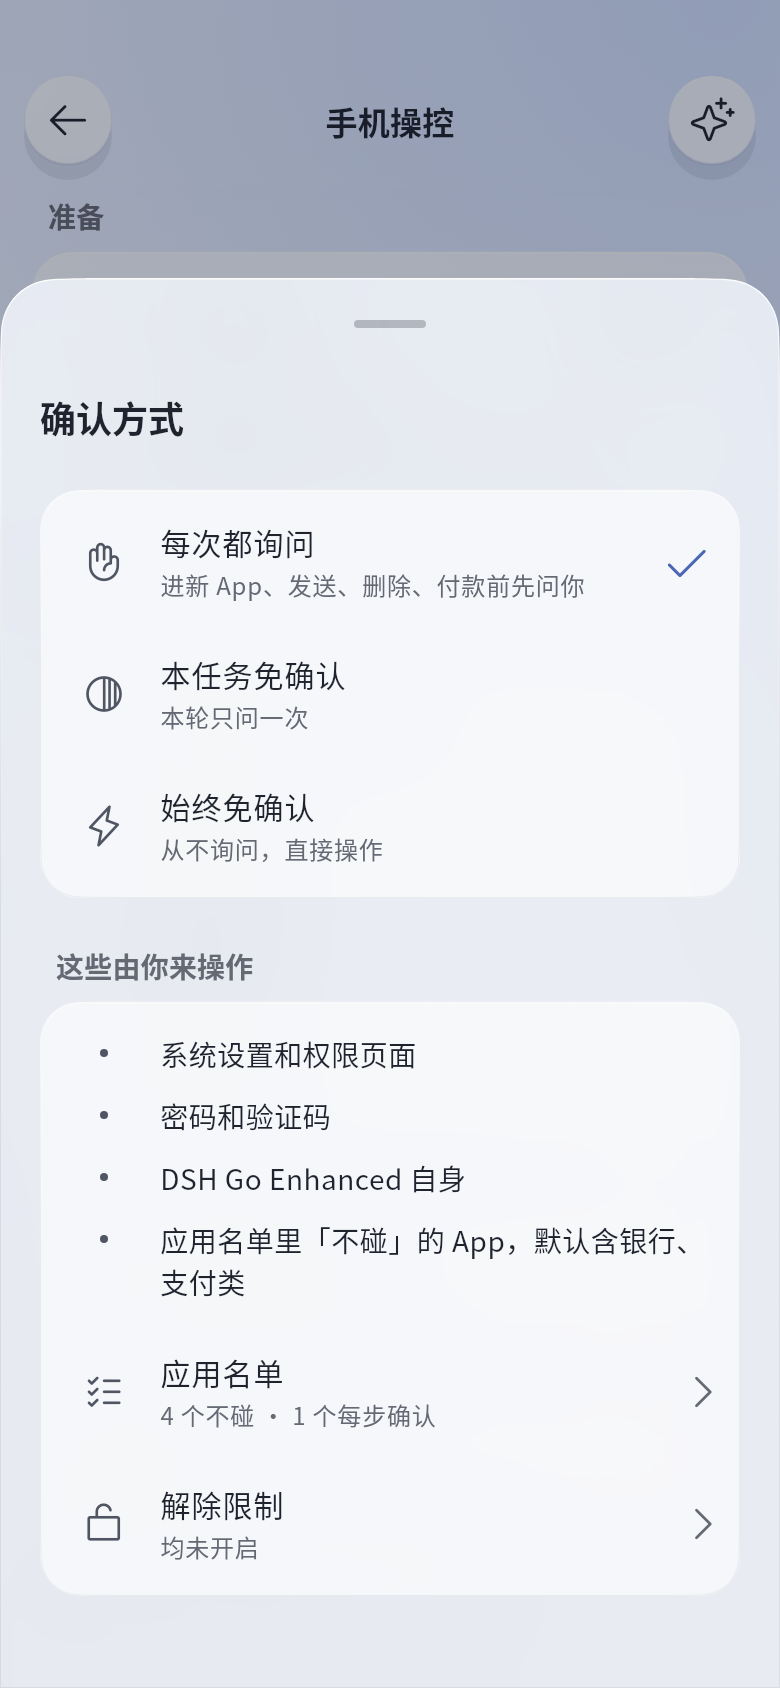 手机操控
准备
确认方式
每次都询问
进新 App、发送、删除、付款前先问你
本任务免确认
本轮只问一次
始终免确认
从不询问，直接操作
这些由你来操作
• 系统设置和权限页面
• 密码和验证码
• DSH Go Enhanced 自身
• 应用名单里「不碰」的 App，默认含银行、
支付类
应用名单
4 个不碰 · 1 个每步确认
解除限制
均未开启